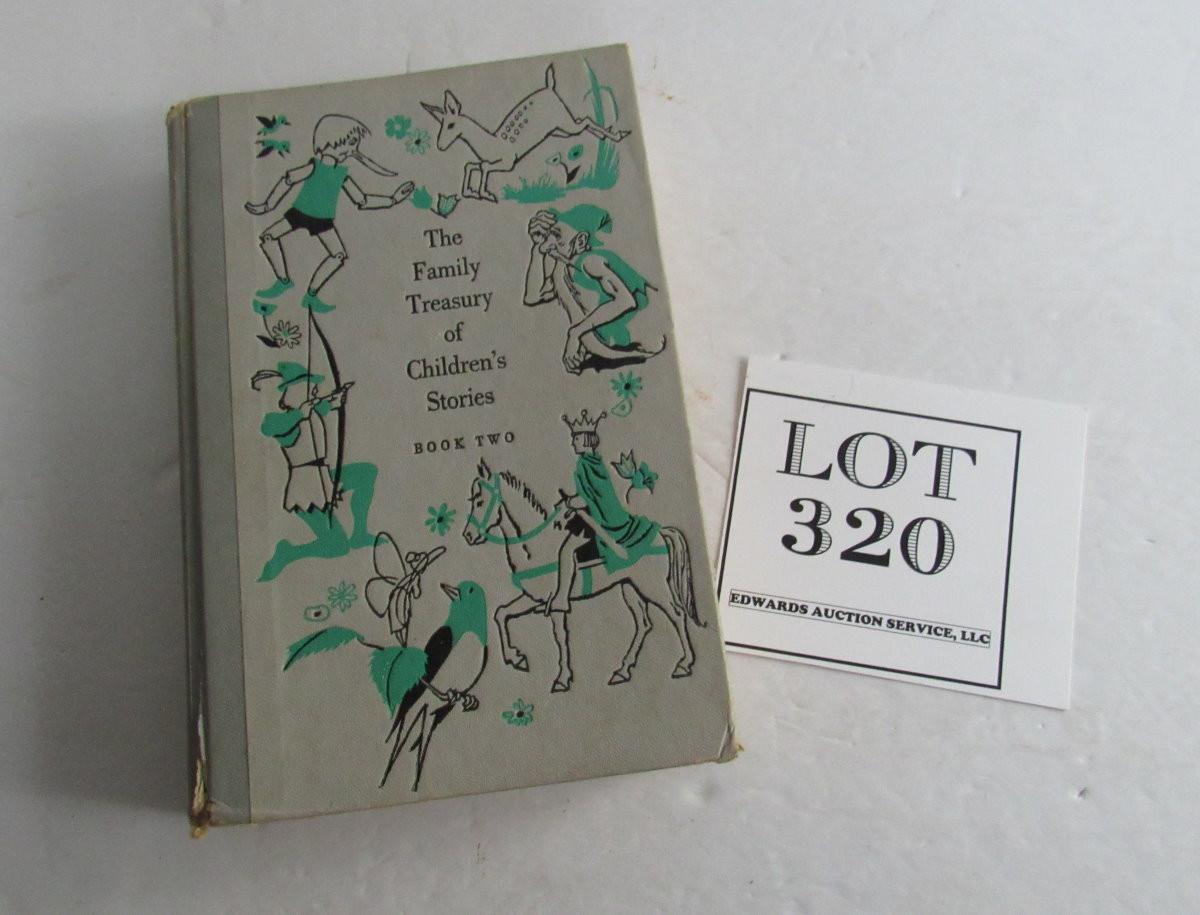 The
Family
Treasury
of
Children's
Stories
BOOK TWO
LOT
320
EDWARDS AUCTION SERVICE, LLC